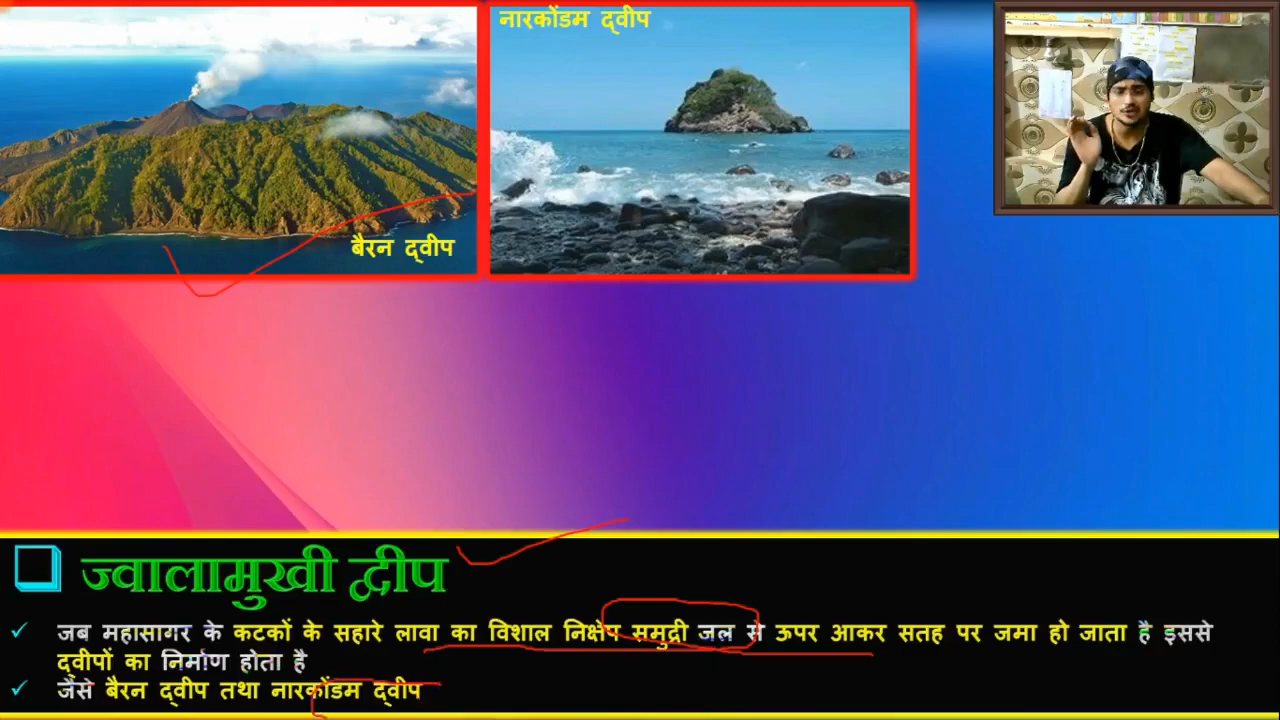 नारकोंडम द्वीप
बैरन द्वीप
ज्वालामुखी द्वीप
जब महासागर के कटकों के सहारे लावा का विशाल निक्षेप समुद्री जल से ऊपर आकर सतह पर जमा हो जाता है इससे
द्वीपों का निर्माण होता है
जैसे बैरन द्वीप तथा नारकोंडम द्वीप